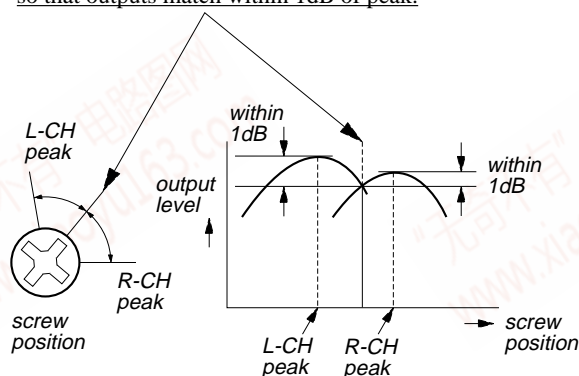 so that outputs match within 1dB of peak.
within
1dB
L-CH
peak
output
level
within
1dB
R-CH
peak
screw
position
L-CH
peak
R-CH
peak
screw
position